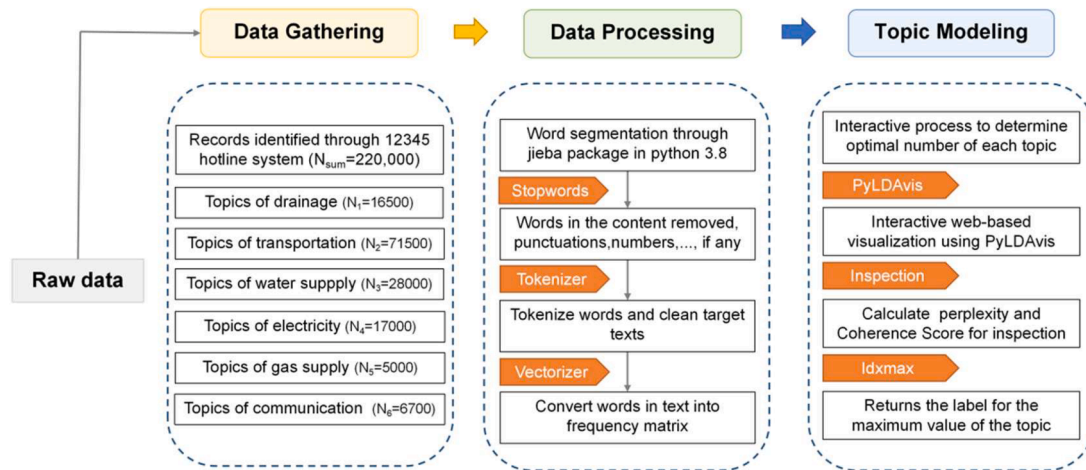 Data Gathering
Data Processing
Topic Modeling
Raw data
Records identified through 12345
hotline system (Nsum=220,000)
Topics of drainage (N1=16500)
Topics of transportation (N2=71500)
Topics of water suppply (N3=28000)
Topics of electricity (N4=17000)
Topics of gas supply (N5=5000)
Topics of communication (N6=6700)
Word segmentation through
jieba package in python 3.8
Stopwords
Words in the content removed,
punctuations,numbers,..., if any
Tokenizer
Tokenize words and clean target
texts
Vectorizer
Convert words in text into
frequency matrix
Interactive process to determine
optimal number of each topic
PyLDAvis
Interactive web-based
visualization using PyLDAvis
Inspection
Calculate perplexity and
Coherence Score for inspection
Idxmax
Returns the label for the
maximum value of the topic